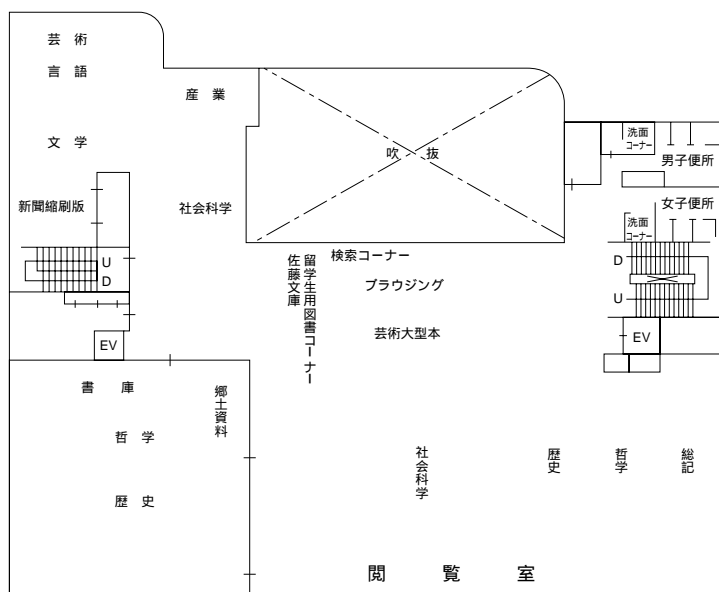 芸術
言語
産業
文学
吹抜
洗面
コーナー
男子便所
新聞縮刷版
社会科学
女子便所
洗面
コーナー
U
D
検索コーナー
留学生用図書コーナー
佐藤文庫
ブラウジング
芸術大型本
D
U
EV
EV
書庫
郷土資料
哲学
歴史
社会科学
歴史
哲学
総記
閲覧室